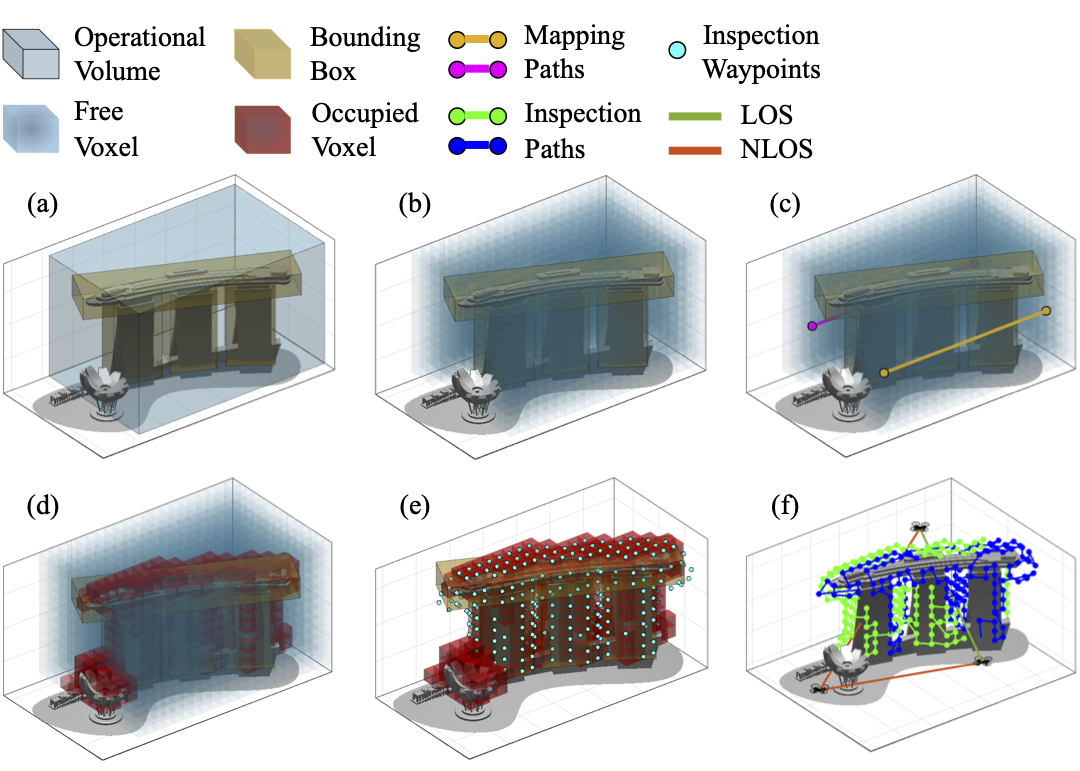 Operational Volume
Bounding Box
Mapping Paths
Inspection Waypoints
Free Voxel
Occupied Voxel
Inspection Paths
LOS
NLOS
(a)
(b)
(c)
(d)
(e)
(f)